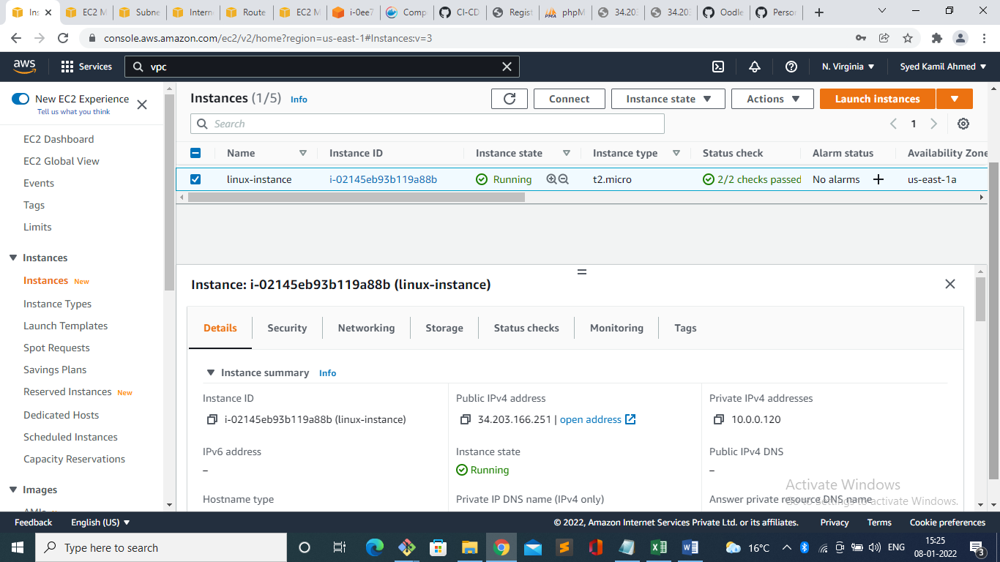 Ins
EC2 M
Subne
Intern
Route
EC2 M
i-0ee7
Comp
CI-CD
Regist
phpM
34.203
34.203
Oodle
Person
console.aws.amazon.com/ec2/v2/home?region=us-east-1#Instances:v=3
aws
Services
vpc
N. Virginia
Syed Kamil Ahmed
New EC2 Experience
Tell us what you think
EC2 Dashboard
EC2 Global View
Events
Tags
Limits
Instances
Instances New
Instance Types
Launch Templates
Spot Requests
Savings Plans
Reserved Instances New
Dedicated Hosts
Scheduled Instances
Capacity Reservations
Images
Instances (1/5) Info
Connect
Instance state
Actions
Launch instances
Search
1
Name Instance ID Instance state Instance type Status check Alarm status Availability Zone
linux-instance i-02145eb93b119a88b Running t2.micro 2/2 checks passed No alarms + us-east-1a
Instance: i-02145eb93b119a88b (linux-instance)
Details Security Networking Storage Status checks Monitoring Tags
Instance summary Info
Instance ID
i-02145eb93b119a88b (linux-instance)
Public IPv4 address
34.203.166.251 | open address
Private IPv4 addresses
10.0.0.120
IPv6 address
–
Instance state
Running
Public IPv4 DNS
–
Hostname type
Private IP DNS name (IPv4 only)
Answer private resource DNS name
Activate Windows
Go to Settings to activate Windows.
Feedback English (US)
© 2022, Amazon Internet Services Private Ltd. or its affiliates. Privacy Terms Cookie preferences
Type here to search
16°C
ENG
15:25
08-01-2022
3